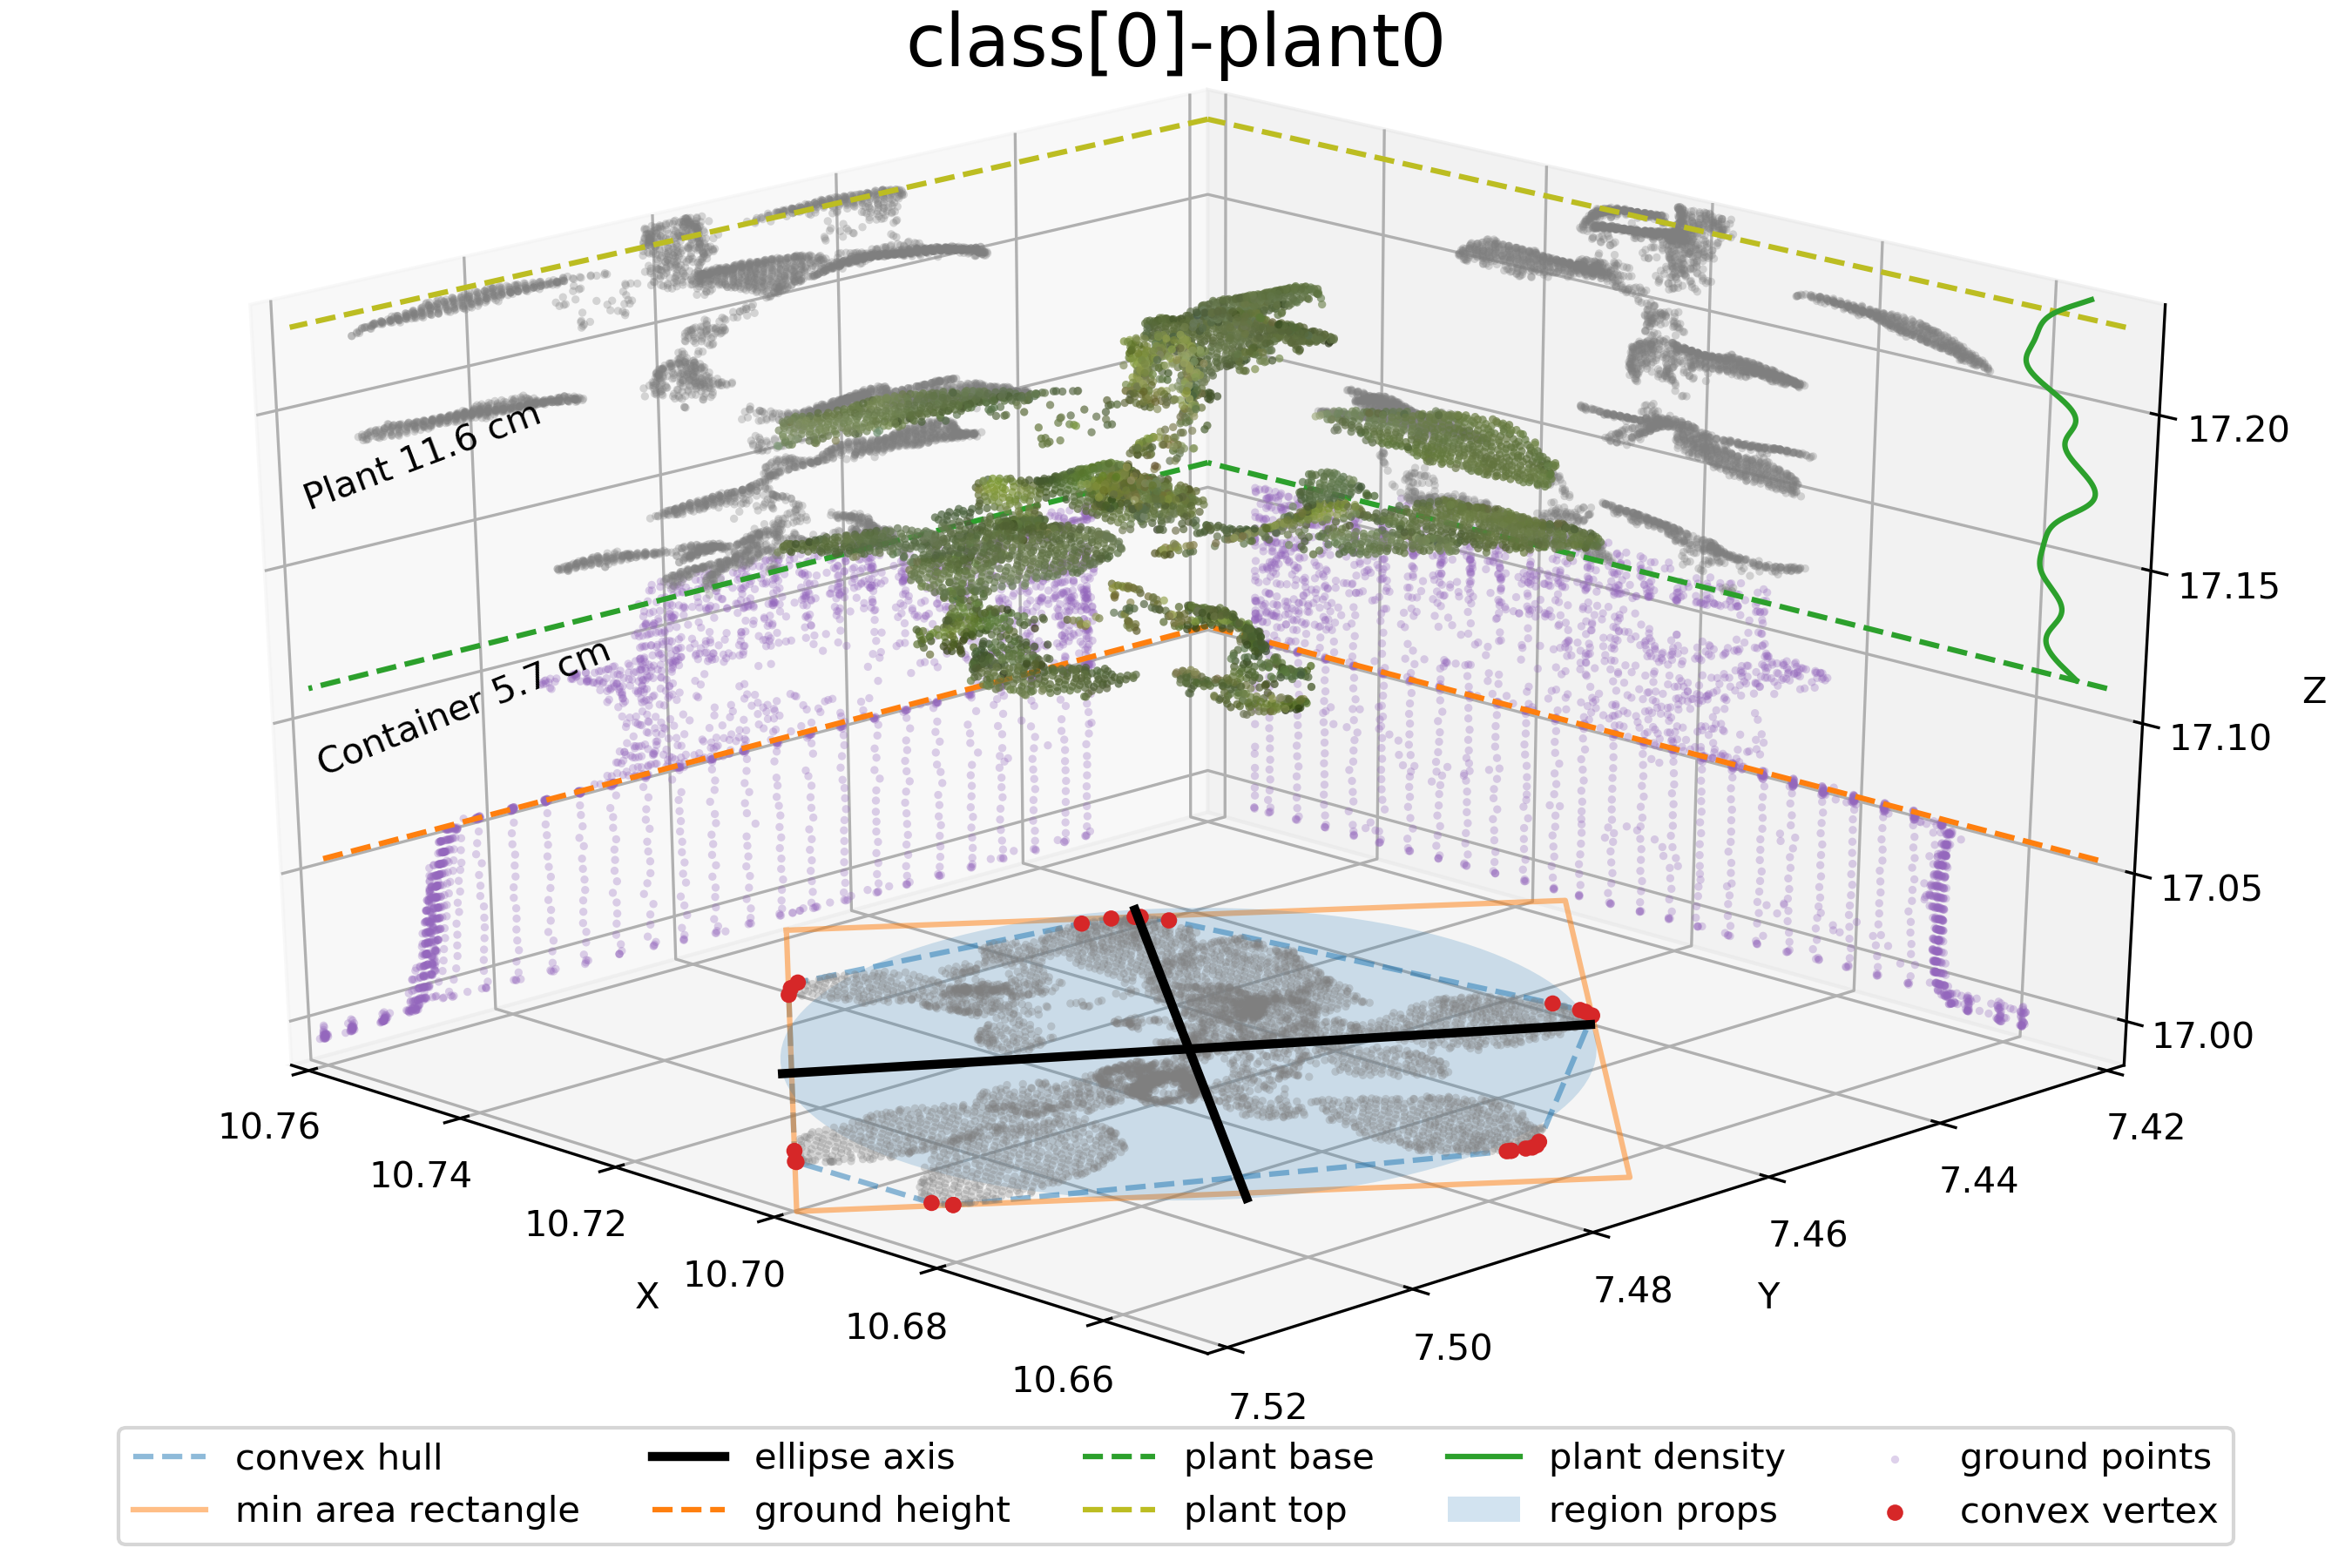 class[0]-plant0
Plant 11.6 cm
Container 5.7 cm
17.20
17.15
17.10
17.05
17.00
Z
10.76
10.74
10.72
10.70
10.68
10.66
X
7.42
7.44
7.46
7.48
7.50
7.52
Y
convex hull
min area rectangle
ellipse axis
ground height
plant base
plant top
plant density
region props
ground points
convex vertex